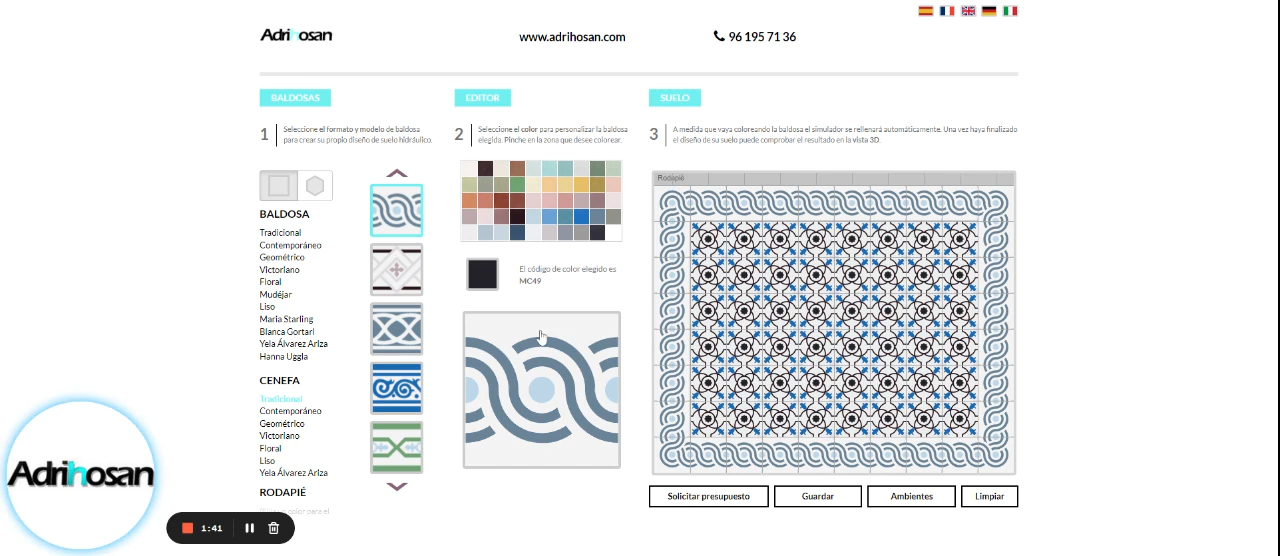 Adrihosan
www.adrihosan.com
96 195 71 36
BALDOSAS
EDITOR
SUELO
1
Seleccione el formato y modelo de baldosa
para crear su propio diseño de suelo hidráulico.
2
Seleccione el color para personalizar la baldosa
elegida. Pinche en la zona que desee colorear.
3
A medida que vaya coloreando la baldosa el simulador se rellenará automáticamente. Una vez haya finalizado
el diseño de su suelo puede comprobar el resultado en la vista 3D.
Rodapié
BALDOSA
Tradicional
Contemporáneo
Geométrico
Victoriano
Floral
Mudéjar
Liso
Maria Starling
Blanca Gortari
Yela Álvarez Ariza
Hanna Uggla
El código de color elegido es
MC49
CENEFA
Tradicional
Contemporáneo
Geométrico
Victoriano
Floral
Liso
Yela Álvarez Ariza
RODAPIÉ
color para el
Solicitar presupuesto
Guardar
Ambientes
Limpiar
Adrihosan
1:41